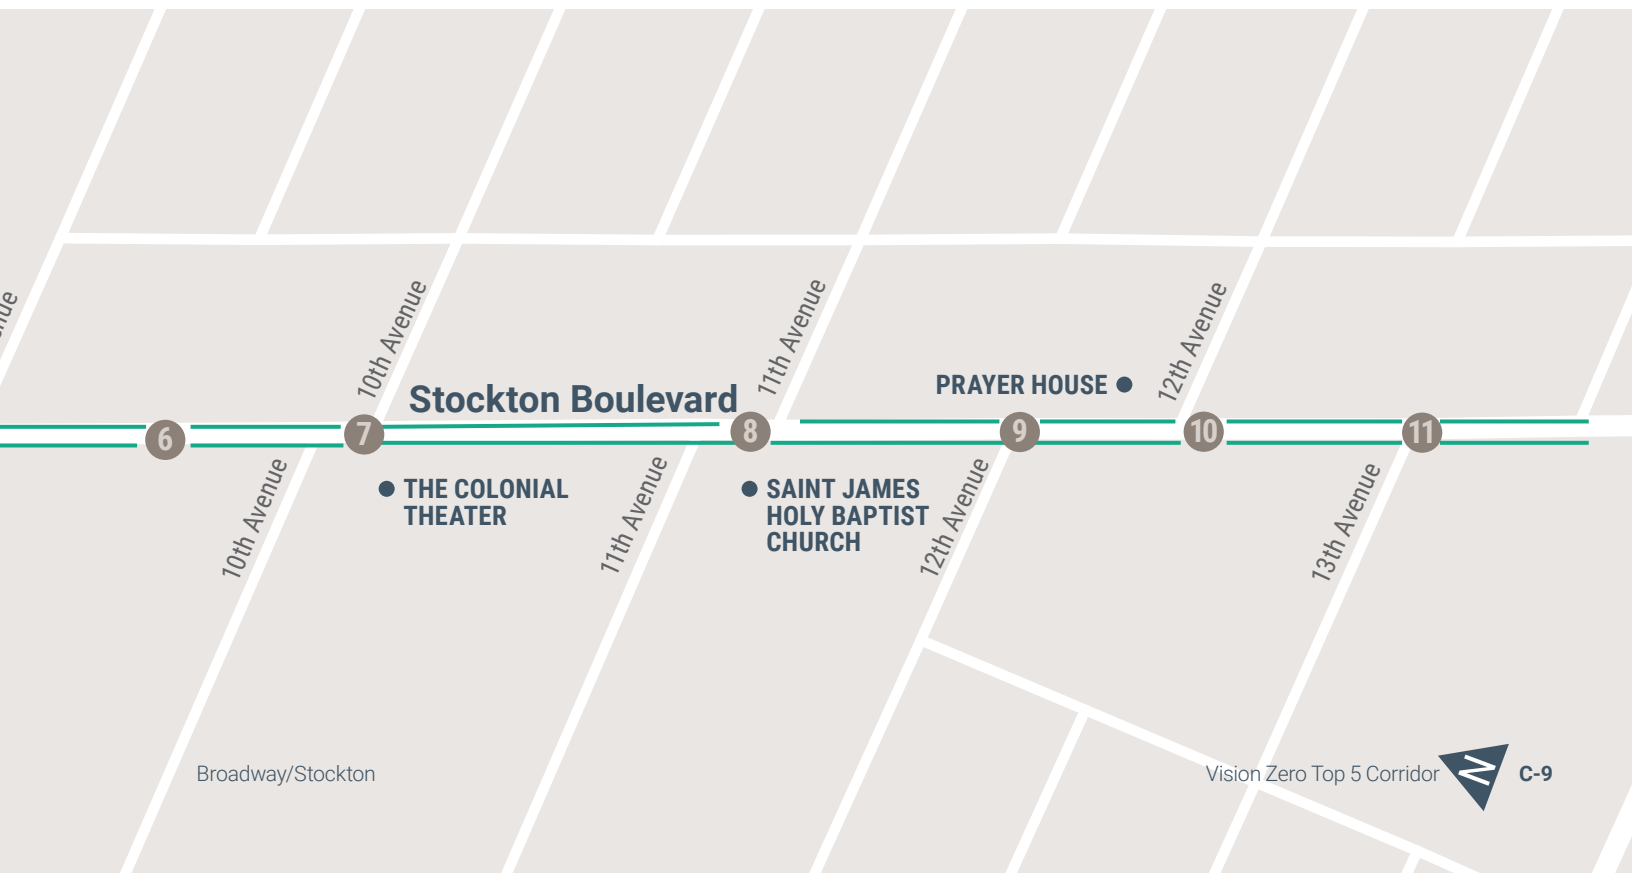 nue
10th Avenue
11th Avenue
12th Avenue
Stockton Boulevard
PRAYER HOUSE
6
7
8
9
10
11
10th Avenue
THE COLONIAL
THEATER
11th Avenue
SAINT JAMES
HOLY BAPTIST
CHURCH
12th Avenue
13th Avenue
Broadway/Stockton
Vision Zero Top 5 Corridor
N
C-9